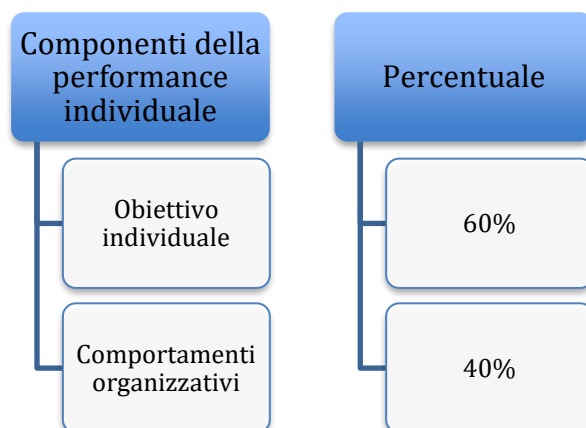 Componenti della
performance
individuale
Percentuale
Obiettivo
individuale
60%
Comportamenti
organizzativi
40%